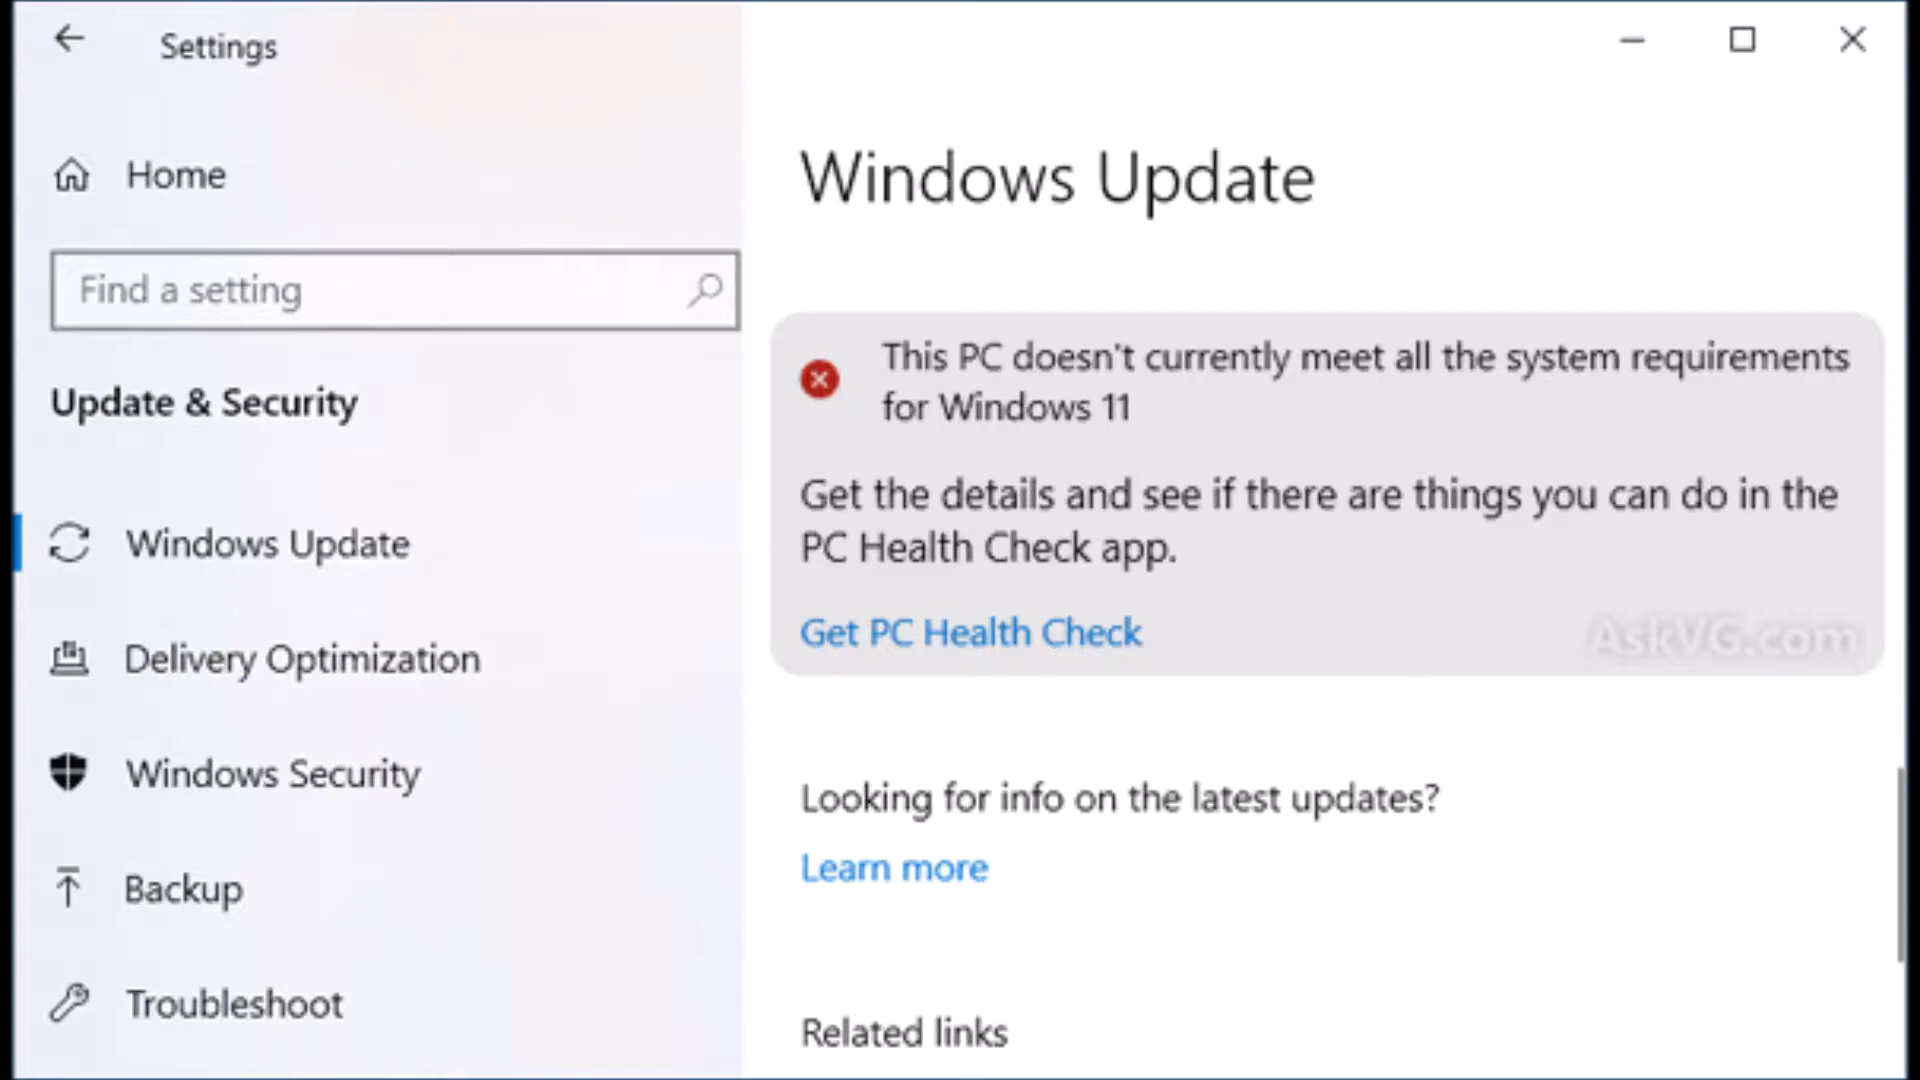 Settings
Home
Find a setting
Update & Security
Windows Update
Delivery Optimization
Windows Security
Backup
Troubleshoot
Windows Update
This PC doesn't currently meet all the system requirements
for Windows 11
Get the details and see if there are things you can do in the
PC Health Check app.
Get PC Health Check
AskVG.com
Looking for info on the latest updates?
Learn more
Related links